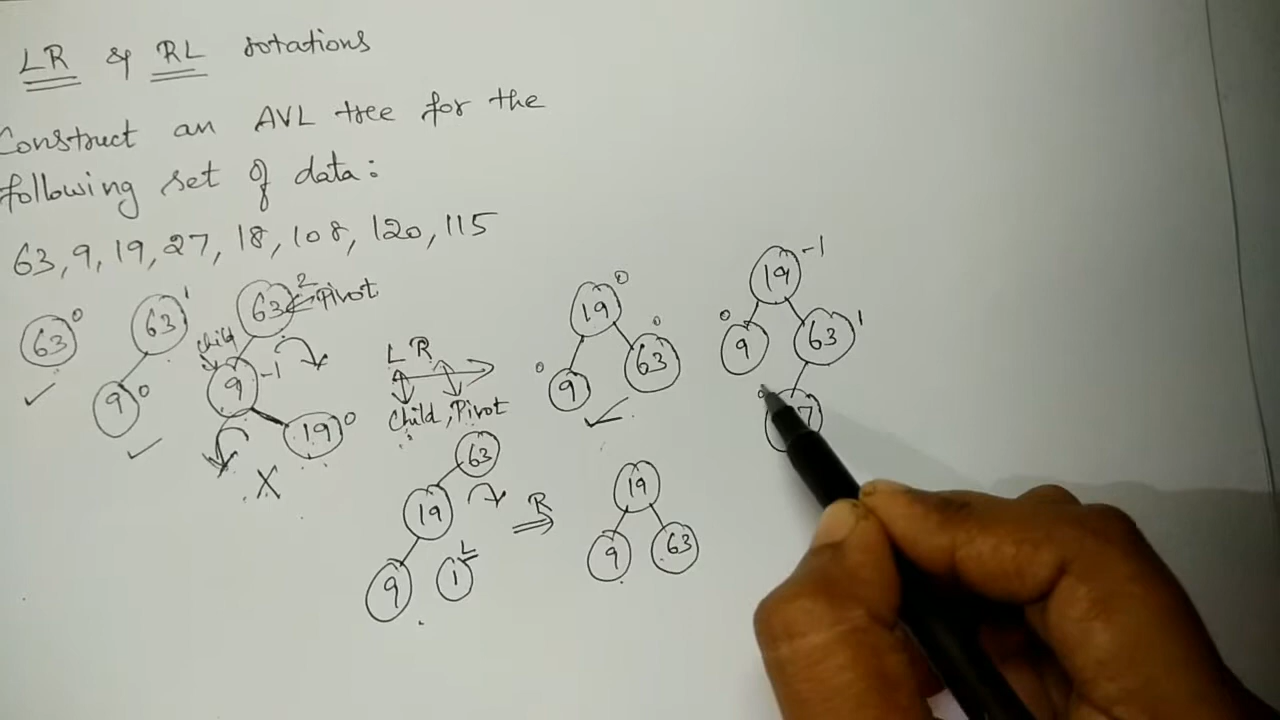 LR & RL rotations
Construct an AVL tree for the
following set of data:
63, 9, 19, 27, 18, 108, 120, 115
63 0
63 1
9 0
63 2 Pivot
child
9 -1
19 0
X
LR
Child, Pivot
19 0
9 0
63 0
19 -1
9 0
63 1
0
7
63
19
9
1 L
R
19
9
63